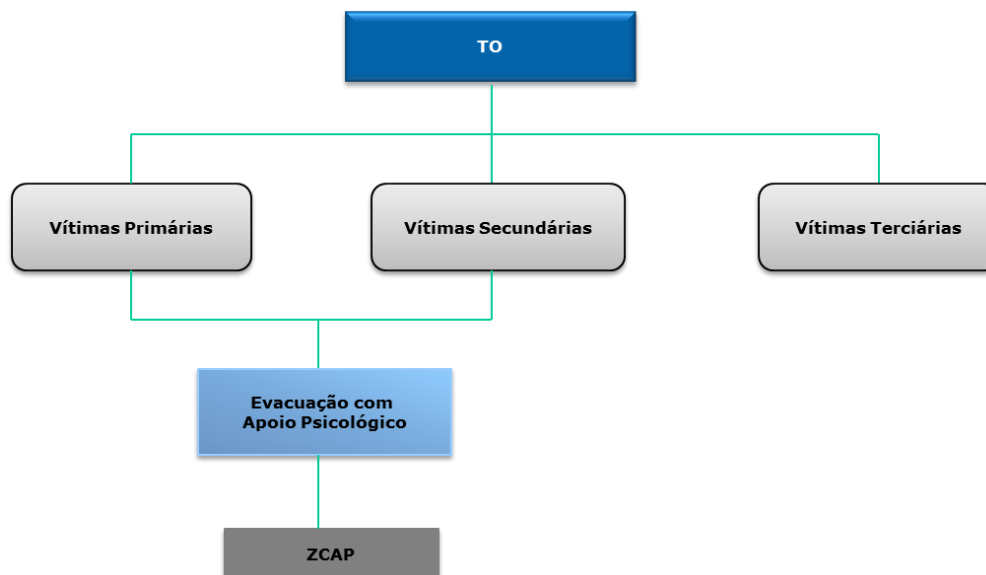 TO
Vítimas Primárias
Vítimas Secundárias
Vítimas Terciárias
Evacuação com
Apoio Psicológico
ZCAP